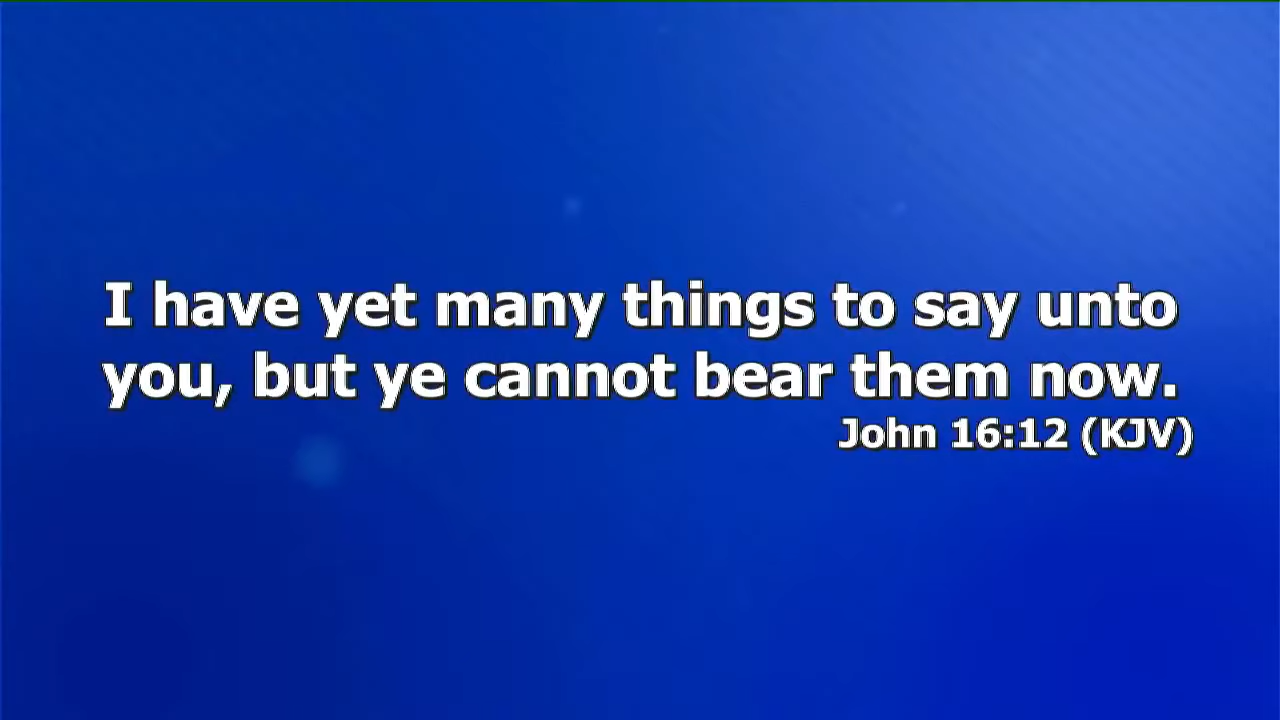 I have yet many things to say unto
you, but ye cannot bear them now.
John 16:12 (KJV)